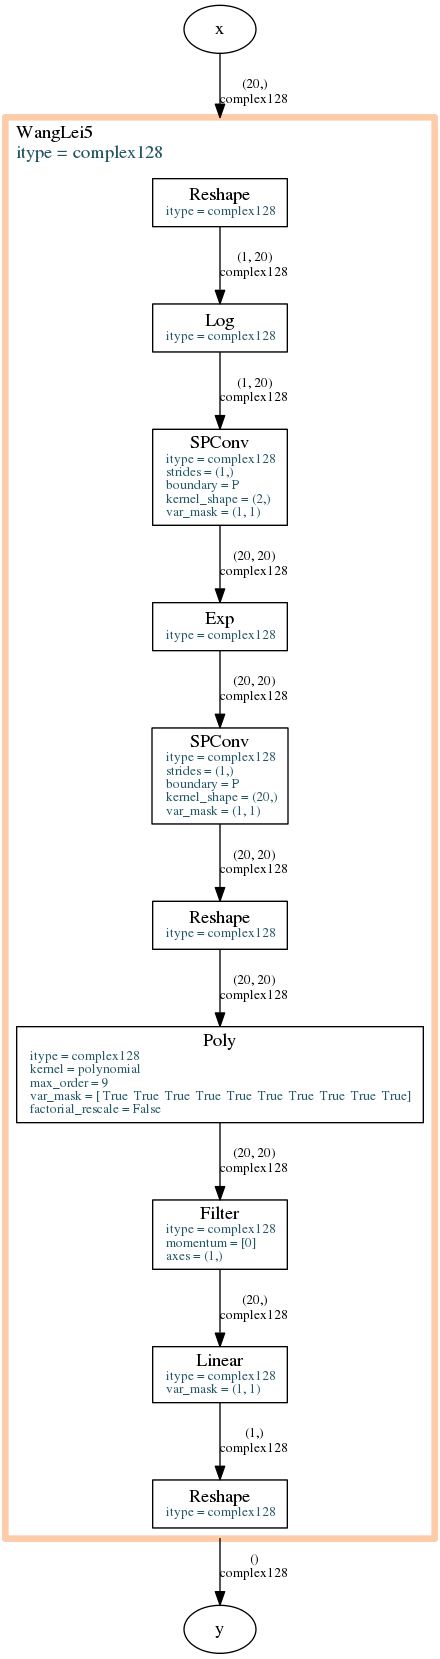 x
(20,)
complex128
WangLei5
itype = complex128
Reshape
itype = complex128
(1, 20)
complex128
Log
itype = complex128
(1, 20)
complex128
SPConv
itype = complex128
strides = (1,)
boundary = P
kernel_shape = (2,)
var_mask = (1, 1)
(20, 20)
complex128
Exp
itype = complex128
(20, 20)
complex128
SPConv
itype = complex128
strides = (1,)
boundary = P
kernel_shape = (20,)
var_mask = (1, 1)
(20, 20)
complex128
Reshape
itype = complex128
(20, 20)
complex128
Poly
itype = complex128
kernel = polynomial
max_order = 9
var_mask = [ True  True  True  True  True  True  True  True  True  True]
factorial_rescale = False
(20, 20)
complex128
Filter
itype = complex128
momentum = [0]
axes = (1,)
(20,)
complex128
Linear
itype = complex128
var_mask = (1, 1)
(1,)
complex128
Reshape
itype = complex128
()
complex128
y